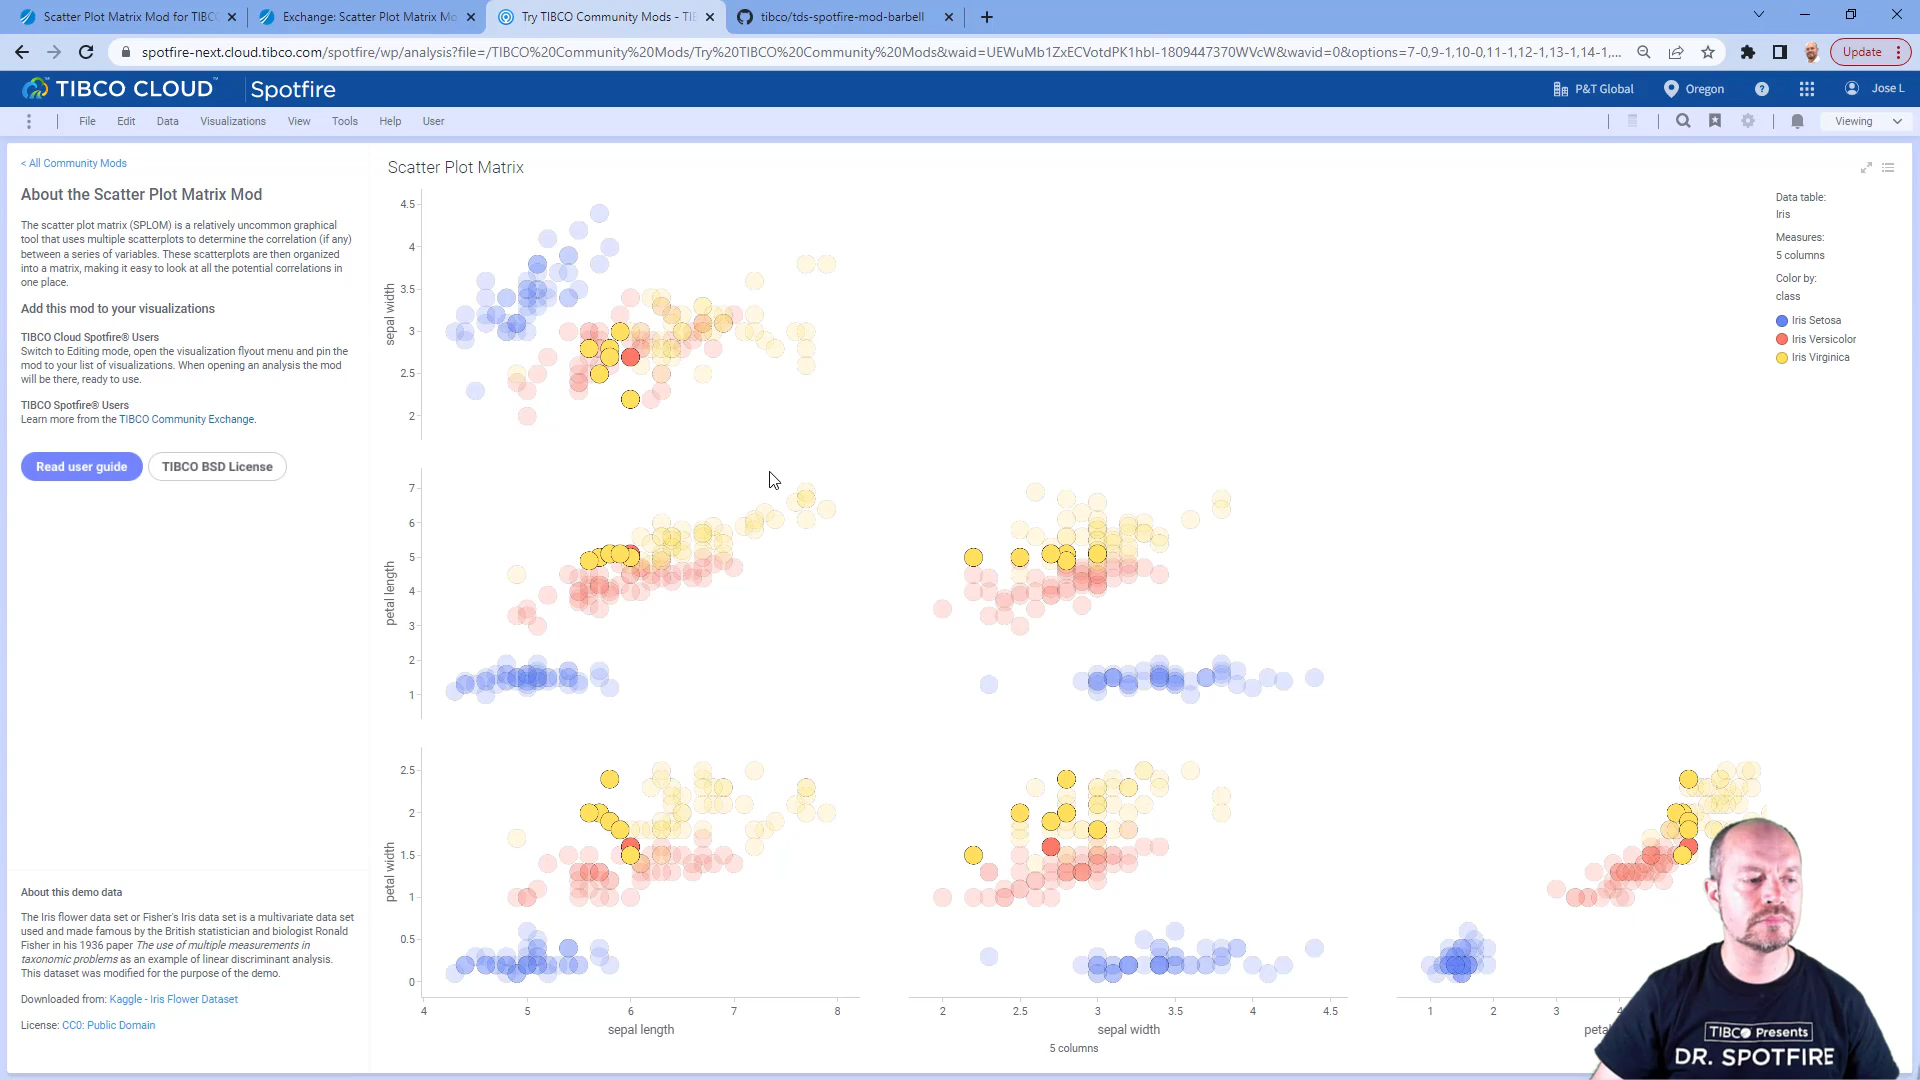 Scatter Plot Matrix Mod for TIBC
Exchange: Scatter Plot Matrix Mo
Try TIBCO Community Mods - TI
tibco/tds-spotfire-mod-barbell
spotfire-next.cloud.tibco.com/spotfire/wp/analysis?file=/TIBCO%20Community%20Mods/Try%20TIBCO%20Community%20Mods&waid=UEWuMb1ZxECVotdPK1hbI-1809447370WVcW&wavid=0&options=7-0,9-1,10-0,11-1,12-1,13-1,14-1,...
Update
TIBCO CLOUD™ Spotfire
P&T Global
Oregon
Jose L
File Edit Data Visualizations View Tools Help User
Viewing
< All Community Mods
About the Scatter Plot Matrix Mod
The scatter plot matrix (SPLOM) is a relatively uncommon graphical
tool that uses multiple scatterplots to determine the correlation (if any)
between a series of variables. These scatterplots are then organized
into a matrix, making it easy to look at all the potential correlations in
one place.
Add this mod to your visualizations
TIBCO Cloud Spotfire® Users
Switch to Editing mode, open the visualization flyout menu and pin the
mod to your list of visualizations. When opening an analysis the mod
will be there, ready to use.
TIBCO Spotfire® Users
Learn more from the TIBCO Community Exchange.
Read user guide
TIBCO BSD License
About this demo data
The Iris flower data set or Fisher's Iris data set is a multivariate data set
used and made famous by the British statistician and biologist Ronald
Fisher in his 1936 paper The use of multiple measurements in
taxonomic problems as an example of linear discriminant analysis.
This dataset was modified for the purpose of the demo.
Downloaded from: Kaggle - Iris Flower Dataset
License: CC0: Public Domain
Scatter Plot Matrix
sepal width
4.5
4
3.5
3
2.5
2
petal length
7
6
5
4
3
2
1
petal width
2.5
2
1.5
1
0.5
0
4 5 6 7 8
sepal length
2 2.5 3 3.5 4 4.5
sepal width
1 2 3
petal
5 columns
Data table:
Iris
Measures:
5 columns
Color by:
class
Iris Setosa
Iris Versicolor
Iris Virginica
TIBCO Presents
DR. SPOTFIRE